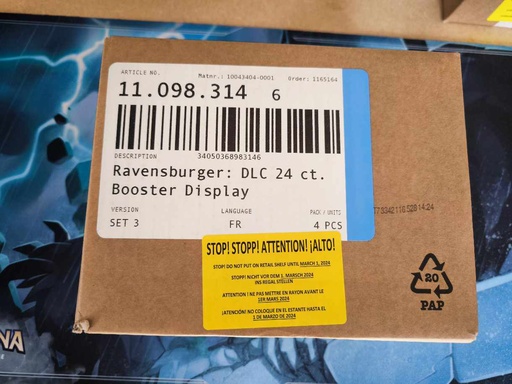 ARTICLE NO.
Matnr.: 10043404-0001
Order: 1165164
11.098.314 6
34050368983146
DESCRIPTION
Ravensburger: DLC 24 ct.
Booster Display
VERSION
LANGUAGE
PACK / UNITS
SET 3
FR
4 PCS
STOP! STOPP! ATTENTION! ¡ALTO!
STOP! DO NOT PUT ON RETAIL SHELF UNTIL MARCH 1, 2024
STOPP! NICHT VOR DEM 1. MARSCH 2024
INS REGAL STELLEN
ATTENTION ! NE PAS METTRE EN RAYON AVANT LE
1ER MARS 2024
¡ATENCIÓN! NO COLOQUE EN EL ESTANTE HASTA EL
1 DE MARZO DE 2024
20
PAP
NA